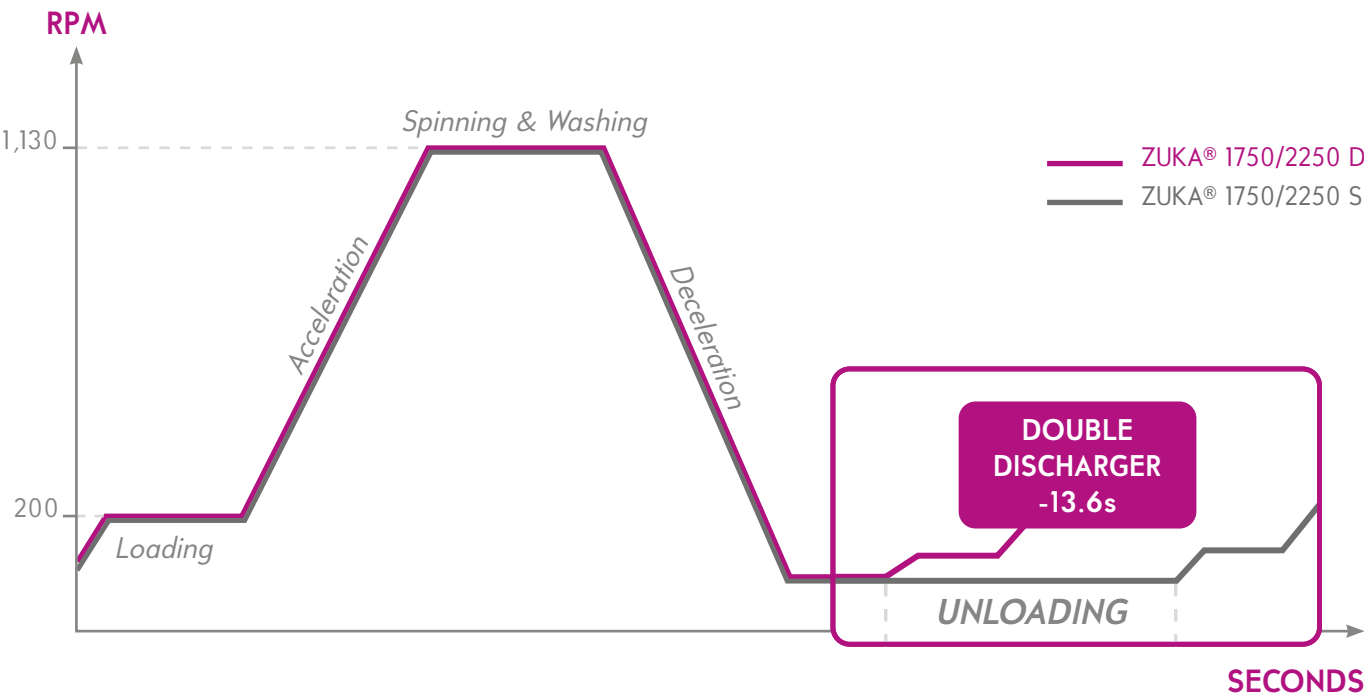 RPM
Spinning & Washing
1,130
ZUKA® 1750/2250 D
ZUKA® 1750/2250 S
Acceleration
Deceleration
DOUBLE
DISCHARGER
-13.6s
200
Loading
UNLOADING
SECONDS